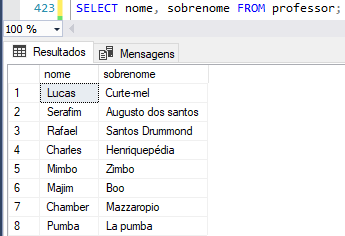 423 SELECT nome, sobrenome FROM professor;
100 %
Resultados Mensagens
nome sobrenome
1 Lucas Curte-mel
2 Serafim Augusto dos santos
3 Rafael Santos Drummond
4 Charles Henriquepédia
5 Mimbo Zimbo
6 Majim Boo
7 Chamber Mazzaropio
8 Pumba La pumba